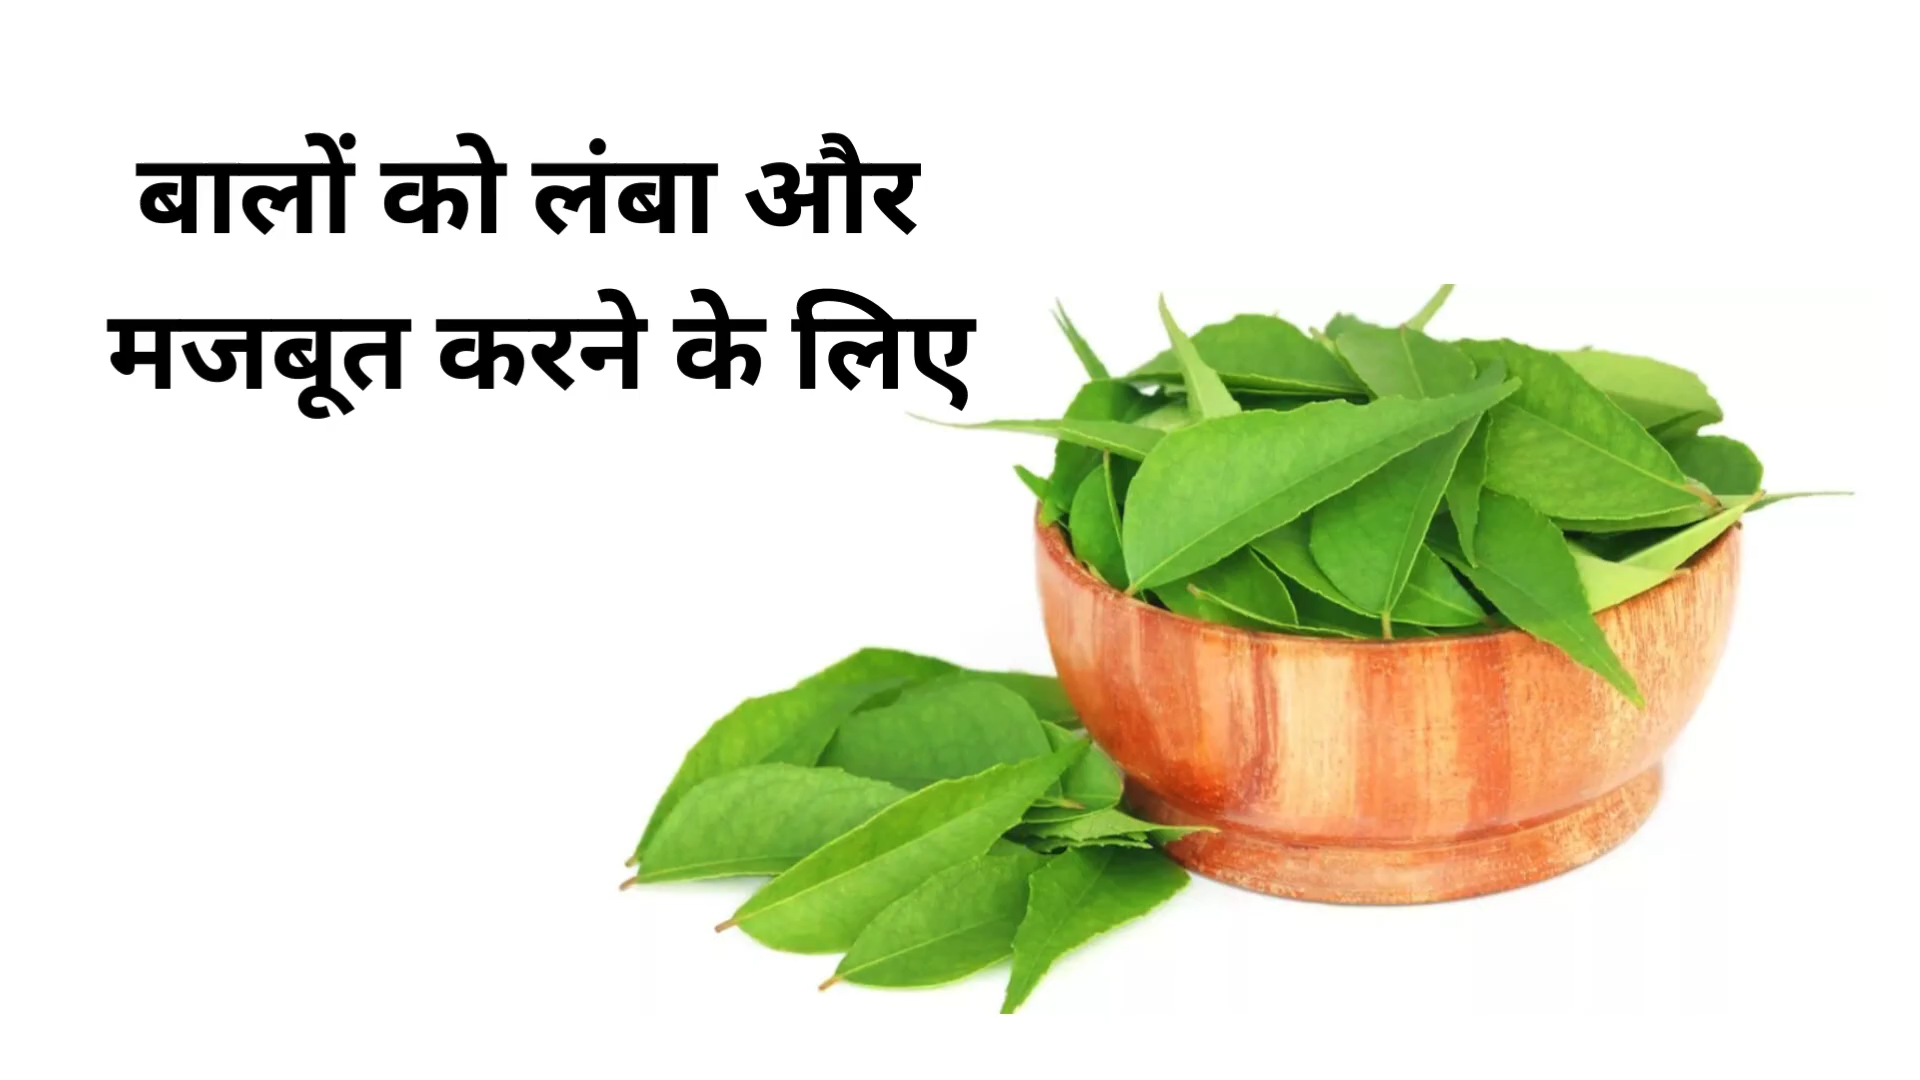 बालों को लंबा और
मजबूत करने के लिए